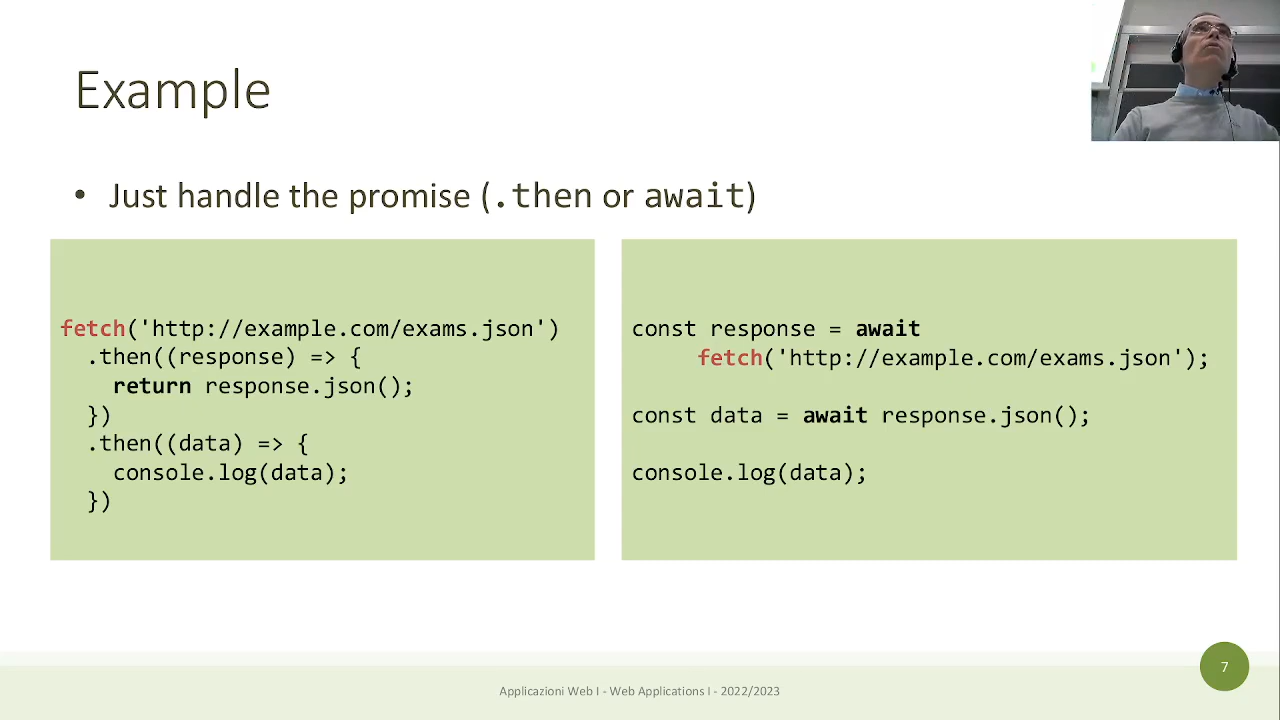 Example
• Just handle the promise (.then or await)
fetch('http://example.com/exams.json')
  .then((response) => {
    return response.json();
  })
  .then((data) => {
    console.log(data);
  })
const response = await
     fetch('http://example.com/exams.json');
const data = await response.json();
console.log(data);
7
Applicazioni Web I - Web Applications I - 2022/2023